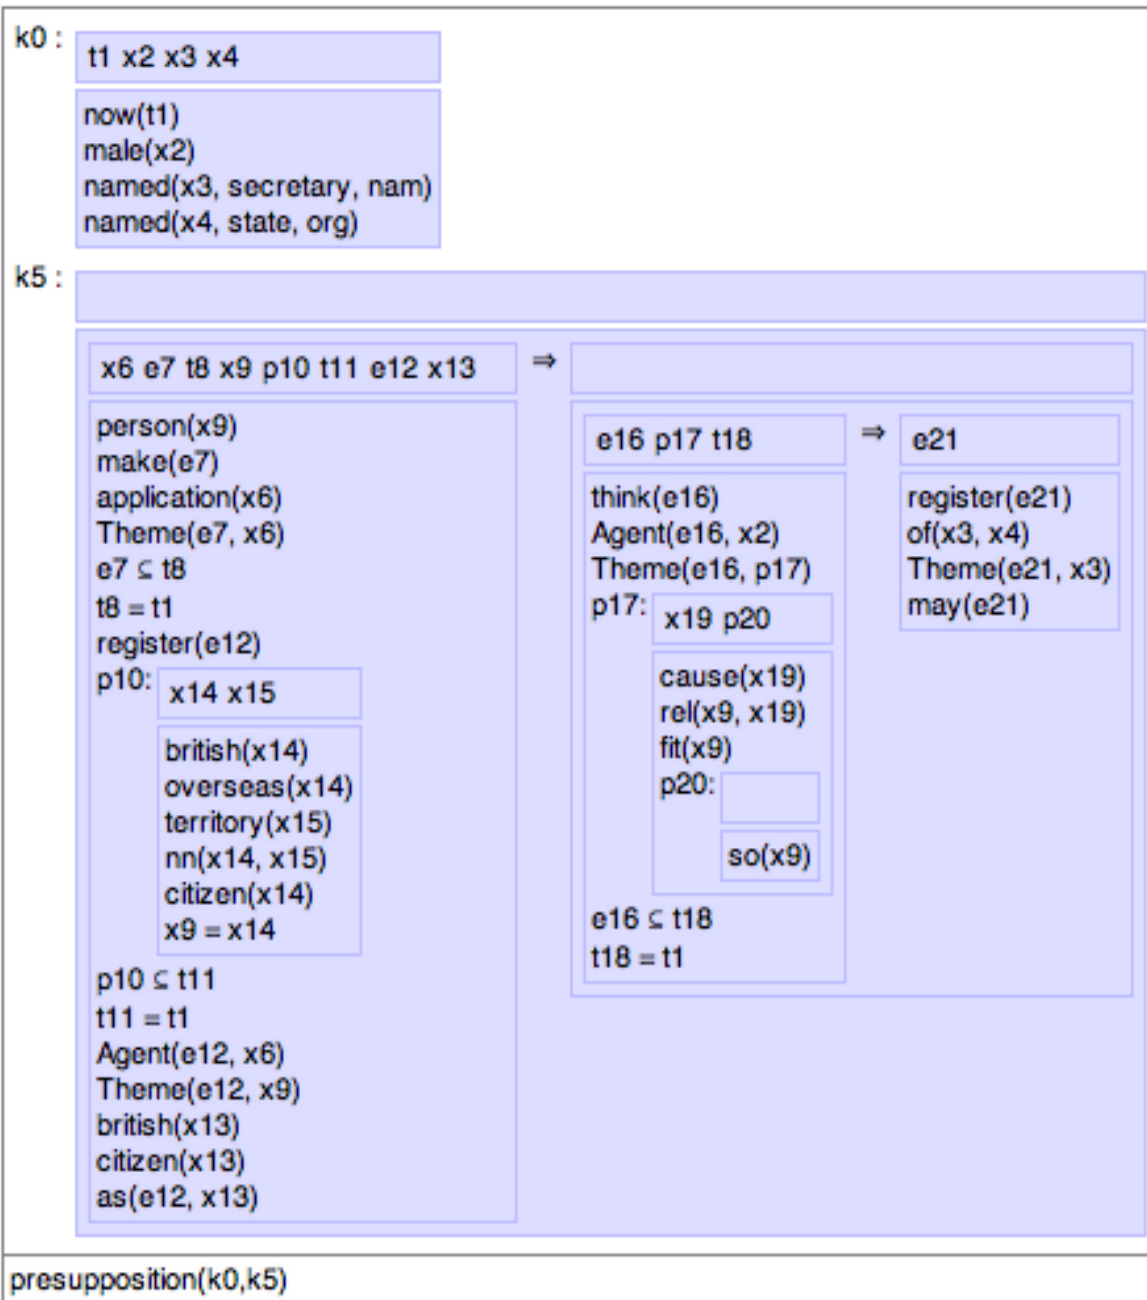 k0 :
t1 x2 x3 x4
now(t1)
male(x2)
named(x3, secretary, nam)
named(x4, state, org)
k5 :
x6 e7 t8 x9 p10 t11 e12 x13
person(x9)
make(e7)
application(x6)
Theme(e7, x6)
e7 ⊆ t8
t8 = t1
register(e12)
p10:
x14 x15
british(x14)
overseas(x14)
territory(x15)
nn(x14, x15)
citizen(x14)
x9 = x14
p10 ⊆ t11
t11 = t1
Agent(e12, x6)
Theme(e12, x9)
british(x13)
citizen(x13)
as(e12, x13)
⇒
e16 p17 t18
think(e16)
Agent(e16, x2)
Theme(e16, p17)
p17:
x19 p20
cause(x19)
rel(x9, x19)
fit(x9)
p20:
so(x9)
e16 ⊆ t18
t18 = t1
⇒
e21
register(e21)
of(x3, x4)
Theme(e21, x3)
may(e21)
presupposition(k0,k5)